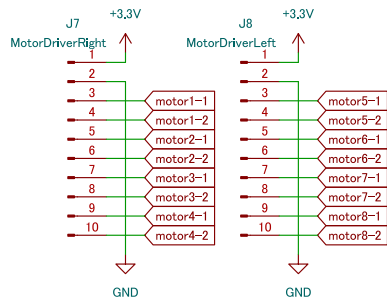 J7
+3.3V
MotorDriverRight
1
2
3
motor1-1
4
motor1-2
5
motor2-1
6
motor2-2
7
motor3-1
8
motor3-2
9
motor4-1
10
motor4-2
GND
J8
+3.3V
MotorDriverLeft
1
2
3
motor5-1
4
motor5-2
5
motor6-1
6
motor6-2
7
motor7-1
8
motor7-2
9
motor8-1
10
motor8-2
GND